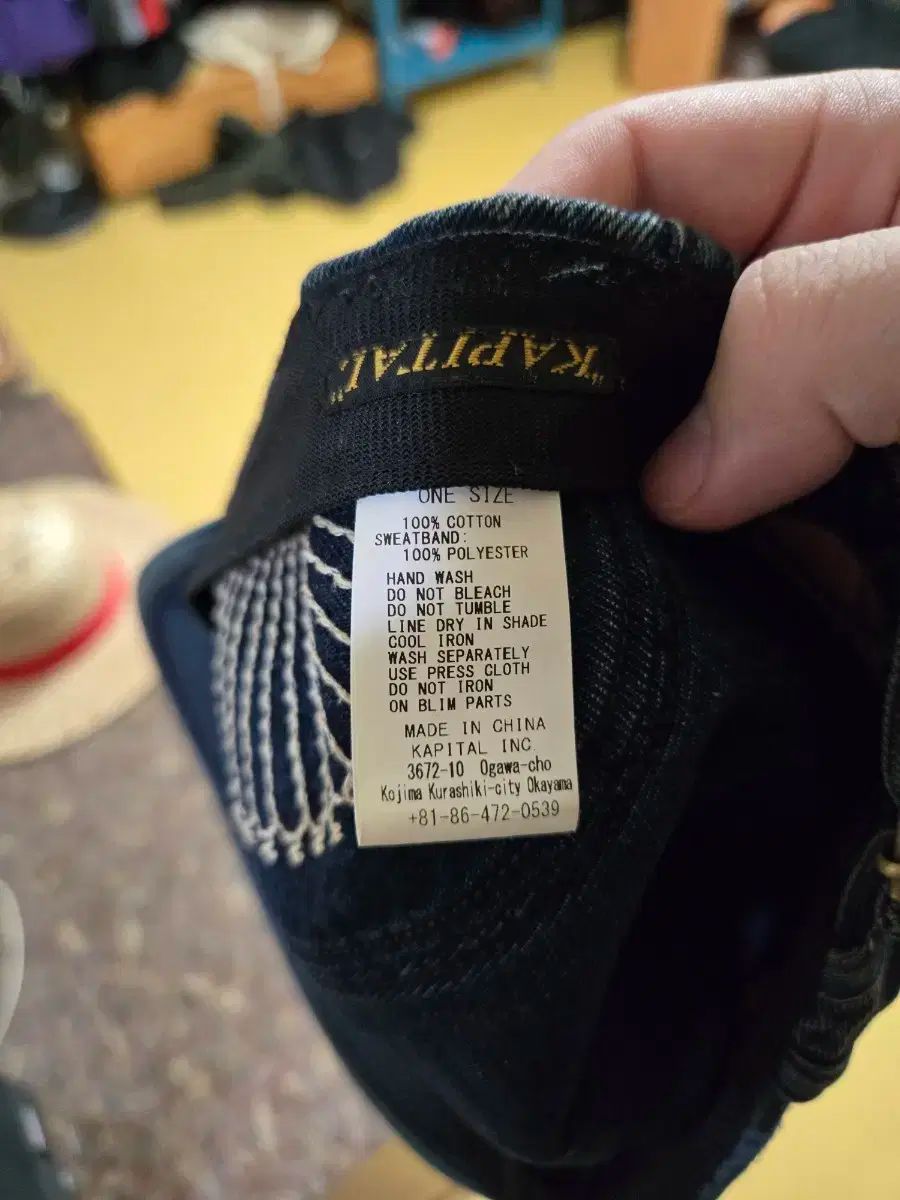 "KAPITAL"
ONE SIZE
100% COTTON
SWEATBAND:
100% POLYESTER
HAND WASH
DO NOT BLEACH
DO NOT TUMBLE
LINE DRY IN SHADE
COOL IRON
WASH SEPARATELY
USE PRESS CLOTH
DO NOT IRON
ON BLIM PARTS
MADE IN CHINA
KAPITAL INC.
3672-10 Ogawa-cho
Kojima Kurashiki-city Okayama
+81-86-472-0539